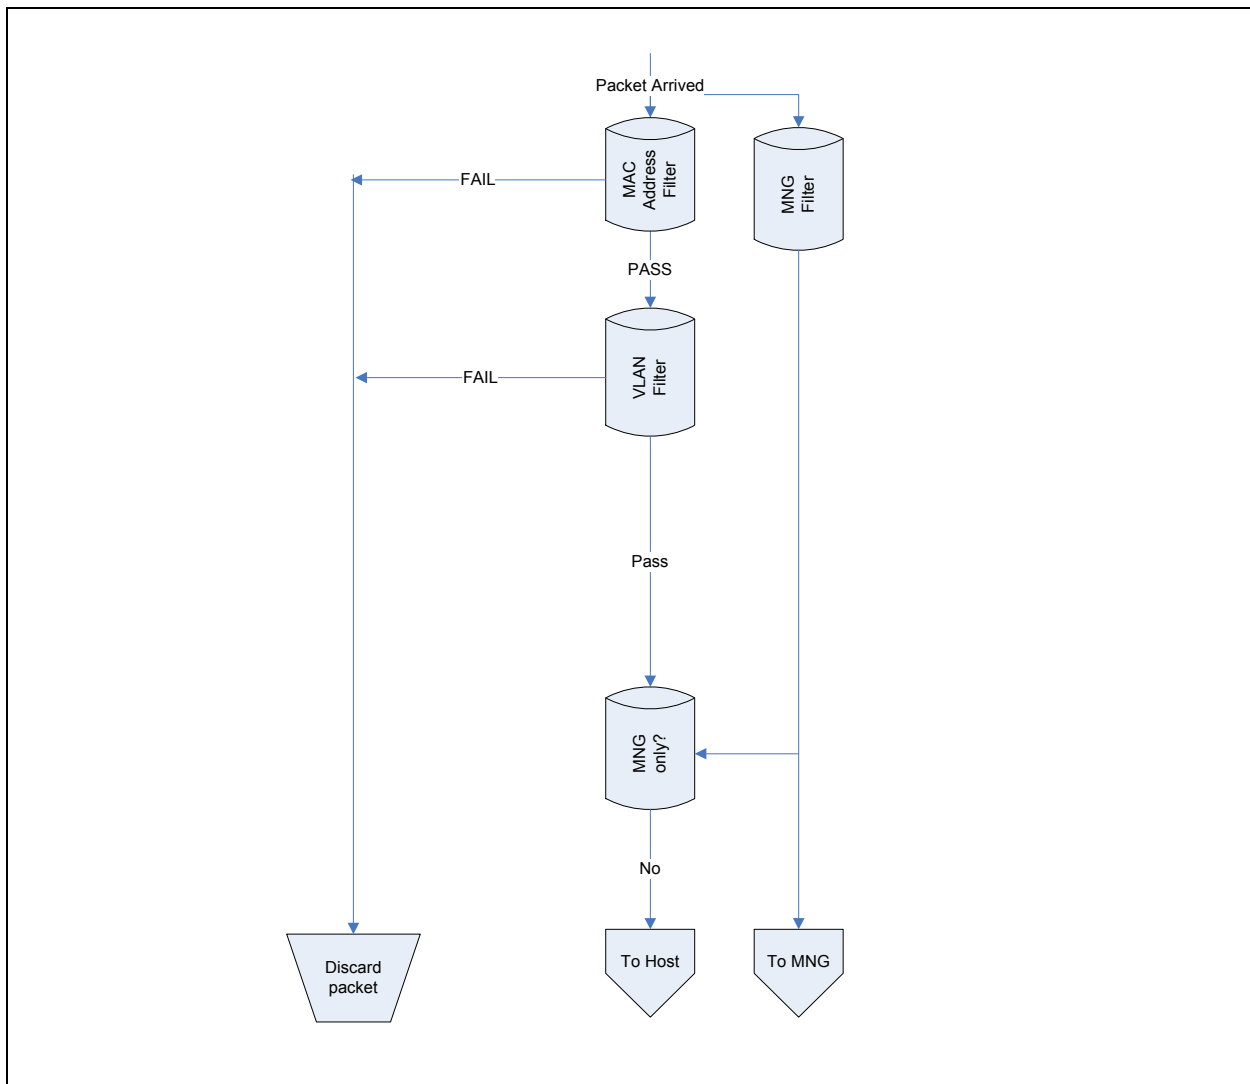 Packet Arrived
MAC
Address
Filter
MNG
Filter
FAIL
PASS
VLAN
Filter
FAIL
Pass
MNG
only?
No
Discard
packet
To Host
To MNG